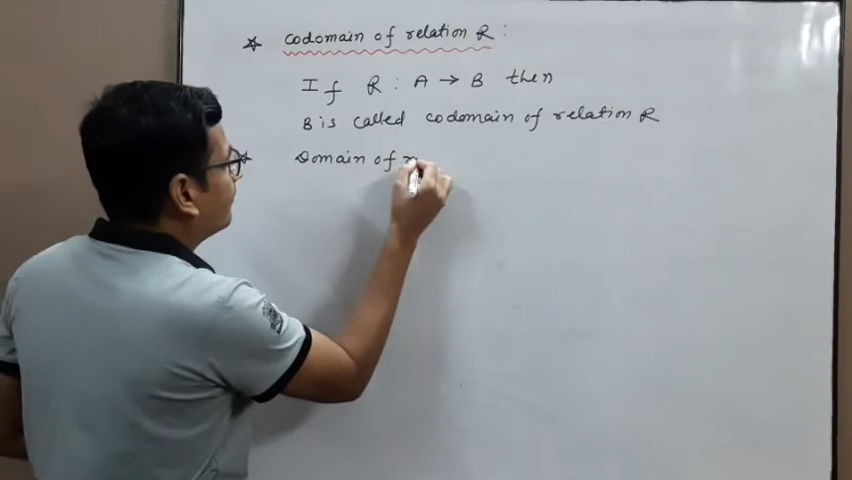 ☆ codomain of relation R :
If R : A → B then
B is called codomain of relation R
☆ Domain of r